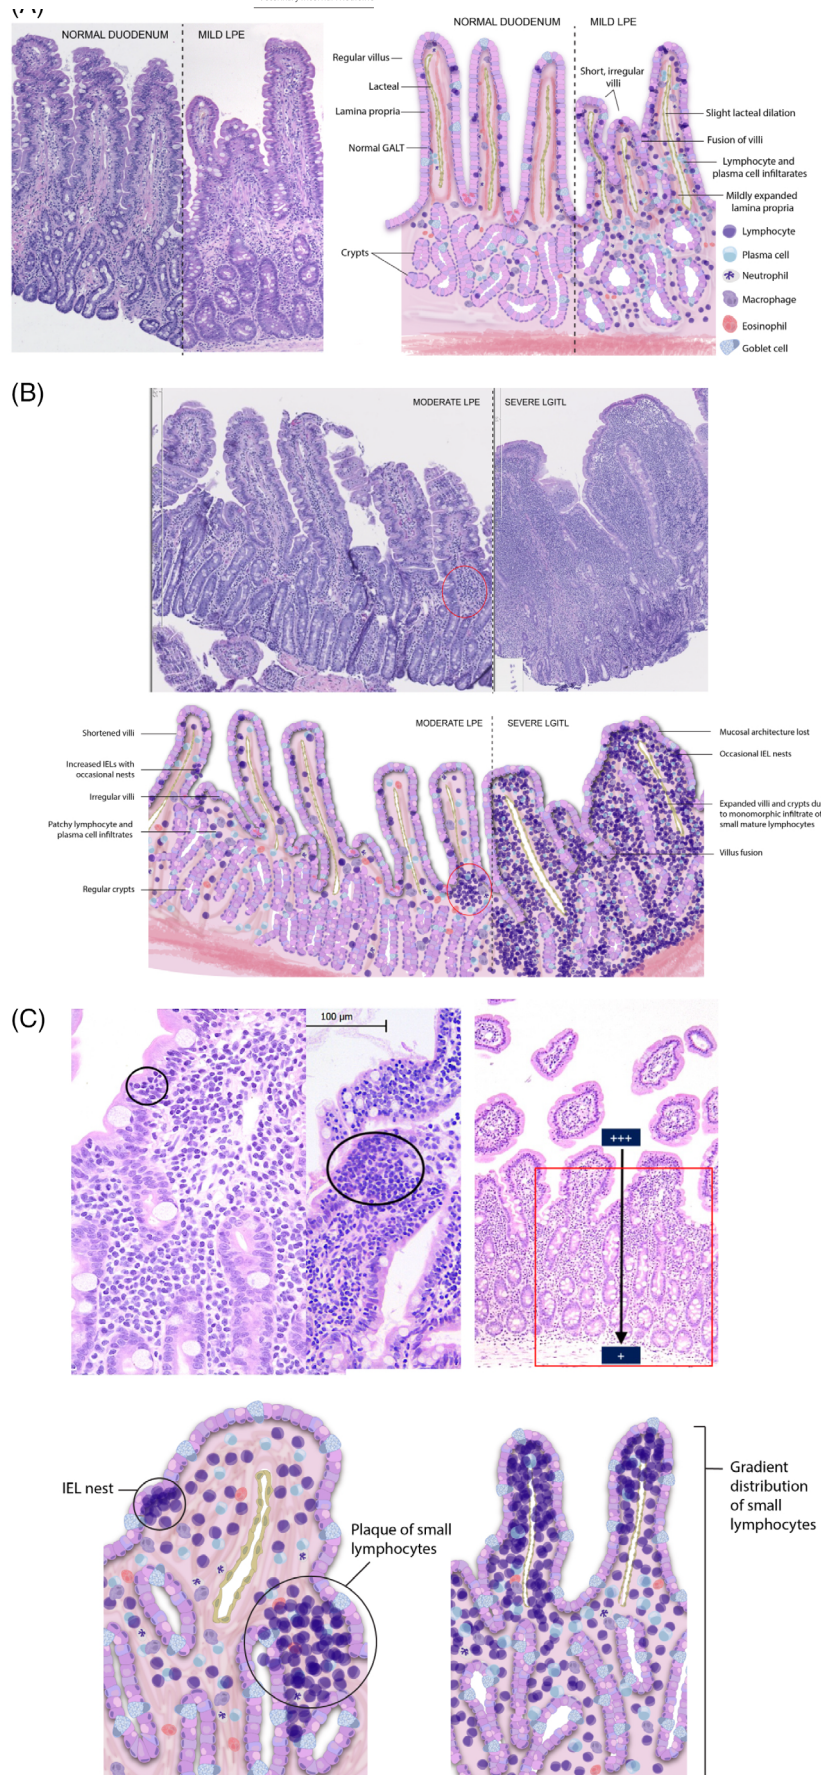 (A)
NORMAL DUODENUM
MILD LPE
NORMAL DUODENUM
MILD LPE
Regular villus
Lacteal
Lamina propria
Normal GALT
Crypts
Short, irregular
villi
Slight lacteal dilation
Fusion of villi
Lymphocyte and
plasma cell infiltarates
Mildly expanded
lamina propria
Lymphocyte
Plasma cell
Neutrophil
Macrophage
Eosinophil
Goblet cell
(B)
MODERATE LPE
SEVERE LGITL
MODERATE LPE
SEVERE LGITL
Shortened villi
Increased IELs with
occasional nests
Irregular villi
Patchy lymphocyte and
plasma cell infiltrates
Regular crypts
Mucosal architecture lost
Occasional IEL nests
Expanded villi and crypts du
to monomorphic infiltrate of
small mature lymphocytes
Villus fusion
(C)
100 µm
+++
+
IEL nest
Plaque of small
lymphocytes
Gradient
distribution
of small
lymphocytes